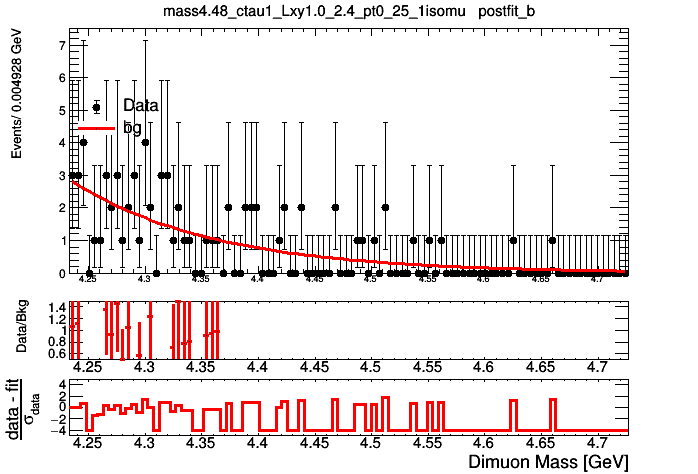 mass4.48_ctau1_Lxy1.0_2.4_pt0_25_1isomu postfit_b
Events/ 0.004928 GeV
7
6
5
4
3
2
1
0
Data
bg
4.25 4.3 4.35 4.4 4.45 4.5 4.55 4.6 4.65 4.7
Data/Bkg
1.4
1.2
1
0.8
0.6
4.25 4.3 4.35 4.4 4.45 4.5 4.55 4.6 4.65 4.7
data - fit
σdata
4
2
0
−2
−4
4.25 4.3 4.35 4.4 4.45 4.5 4.55 4.6 4.65 4.7
Dimuon Mass [GeV]